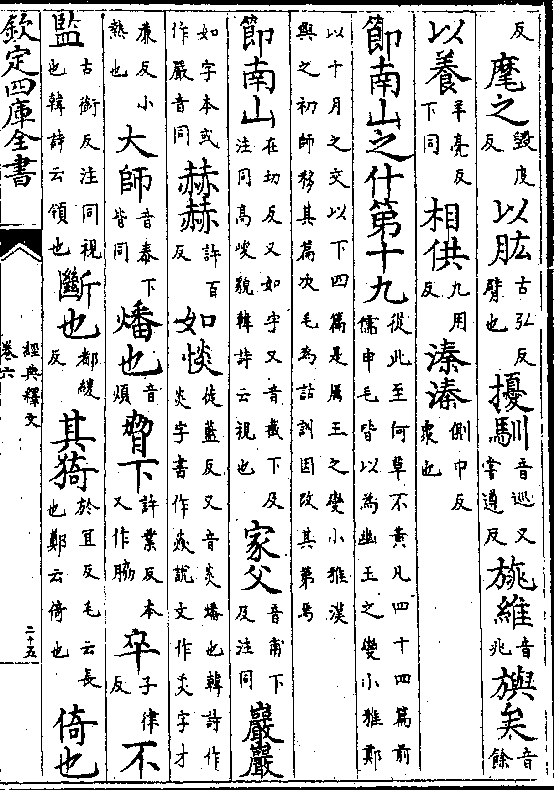 反麾之毀皮反以肱古弘反臂也擾馴音巡又常遵反旐維音兆旟矣音餘
以養羊亮反下同相供九用反溱溱側巾反衆也
節南山之什第十九從此至何草不黃凡四十四篇前儒申毛皆以為幽王之變小雅鄭
以十月之交以下四篇是厲王之變小雅漢興之初師移其篇次毛為詁訓因改其第焉
節南山在切反又如字又音截下及注同高峻貌韓詩云視也家父音甫下及注同巖巖
如字本或作嚴音同赫赫許百反如惔徒藍反又音炎燔也韓詩作炎字書作焱說文作𤆍字才
廉反小熱也大師音泰下皆同燔也音煩脅下許業反本又作脇卒子律反不
監古銜反注同視也韓詩云領也斷也都緩反其猗於宜反毛云長也鄭云倚也倚也
欽定四庫全書
經典釋文
卷六
二十五